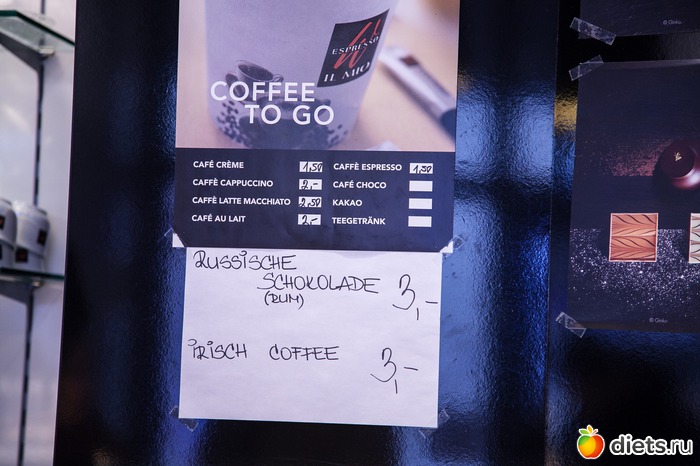 ESPRESSO
IL MIO
COFFEE
TO GO
CAFÉ CRÈME 1,50
CAFFÈ CAPPUCCINO 2,-
CAFFÈ LATTE MACCHIATO 2,50
CAFÉ AU LAIT 2,-
CAFFÈ ESPRESSO 1,50
CAFÉ CHOCO
KAKAO
TEEGETRÄNK
RUSSISCHE
SCHOKOLADE 3,-
(RUM)
IRISCH COFFEE 3,-
© Geko
© Geko
diets.ru